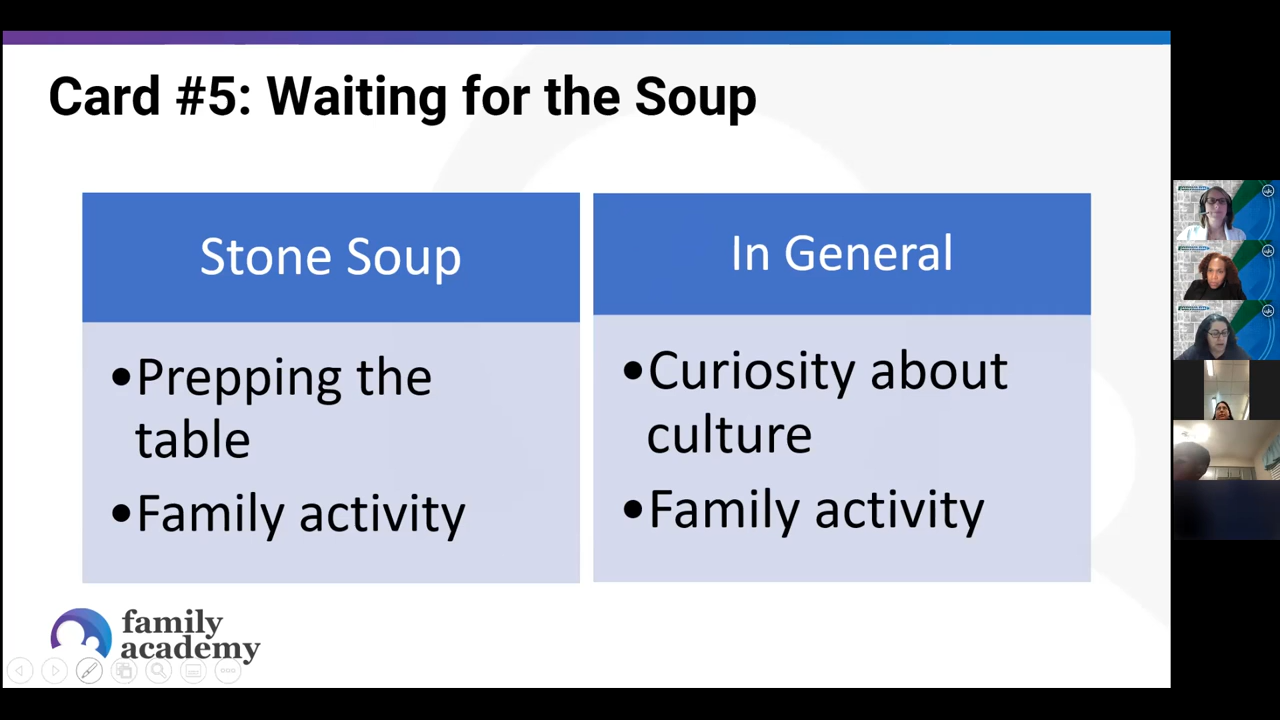 Card #5: Waiting for the Soup
Stone Soup
•Prepping the
table
•Family activity
In General
•Curiosity about
culture
•Family activity
family
academy